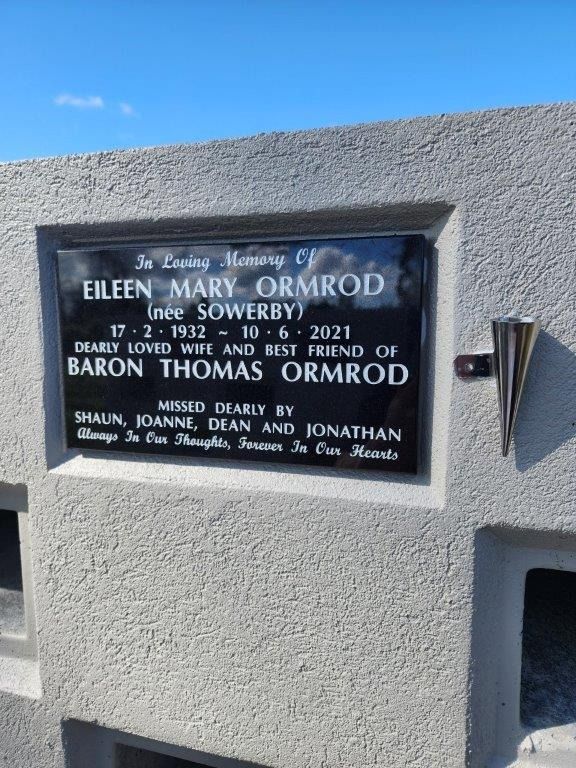 In Loving Memory Of
EILEEN MARY ORMROD
(née SOWERBY)
17 · 2 · 1932 ~ 10 · 6 · 2021
DEARLY LOVED WIFE AND BEST FRIEND OF
BARON THOMAS ORMROD
MISSED DEARLY BY
SHAUN, JOANNE, DEAN AND JONATHAN
Always In Our Thoughts, Forever In Our Hearts